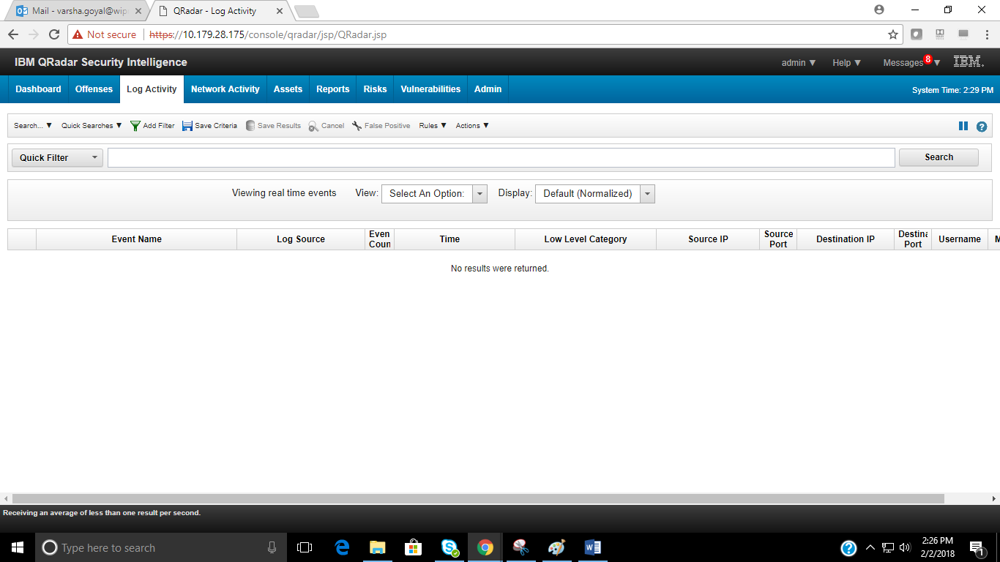 Mail - varsha.goyal@wip
QRadar - Log Activity
Not secure https://10.179.28.175/console/qradar/jsp/QRadar.jsp
IBM QRadar Security Intelligence
admin ▼ Help ▼ Messages 8 ▼ IBM.
Dashboard Offenses Log Activity Network Activity Assets Reports Risks Vulnerabilities Admin System Time: 2:29 PM
Search... ▼ Quick Searches ▼ Add Filter Save Criteria Save Results Cancel False Positive Rules ▼ Actions ▼ ?
Quick Filter Search
Viewing real time events View: Select An Option: Display: Default (Normalized)
Event Name Log Source Even Coun Time Low Level Category Source IP Source Port Destination IP Destina Port Username M
No results were returned.
Receiving an average of less than one result per second.
Type here to search
2:26 PM
2/2/2018
1